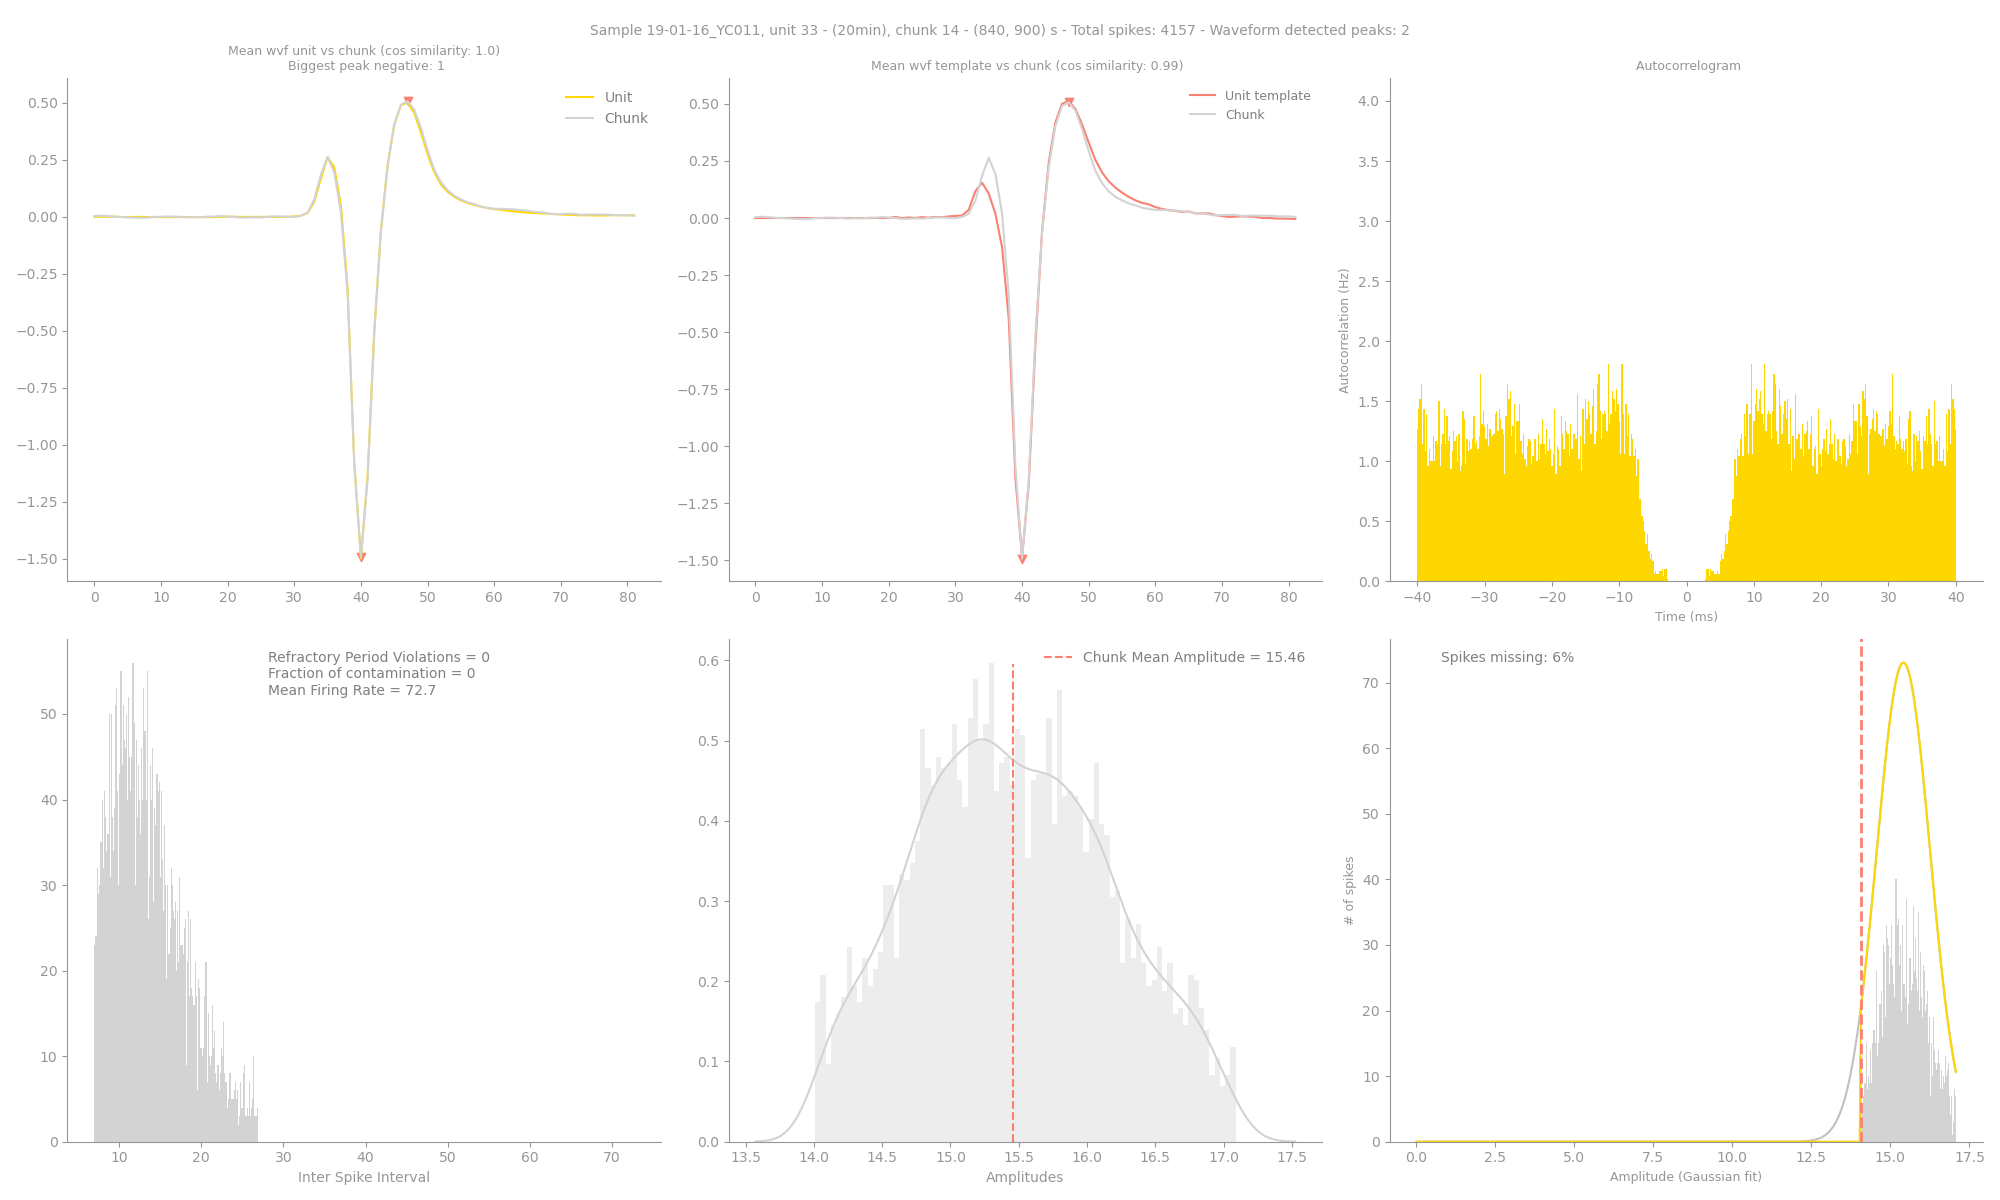 Sample 19-01-16_YC011, unit 33 - (20min), chunk 14 - (840, 900) s - Total spikes: 4157 - Waveform detected peaks: 2
Mean wvf unit vs chunk (cos similarity: 1.0)
Biggest peak negative: 1
Unit
Chunk
0.50
0.25
0.00
−0.25
−0.50
−0.75
−1.00
−1.25
−1.50
0 10 20 30 40 50 60 70 80
Mean wvf template vs chunk (cos similarity: 0.99)
Unit template
Chunk
0.50
0.25
0.00
−0.25
−0.50
−0.75
−1.00
−1.25
−1.50
0 10 20 30 40 50 60 70 80
Autocorrelogram
Autocorrelation (Hz)
4.0
3.5
3.0
2.5
2.0
1.5
1.0
0.5
0.0
−40 −30 −20 −10 0 10 20 30 40
Time (ms)
Refractory Period Violations = 0
Fraction of contamination = 0
Mean Firing Rate = 72.7
50
40
30
20
10
0
10 20 30 40 50 60 70
Inter Spike Interval
Chunk Mean Amplitude = 15.46
0.6
0.5
0.4
0.3
0.2
0.1
0.0
13.5 14.0 14.5 15.0 15.5 16.0 16.5 17.0 17.5
Amplitudes
Spikes missing: 6%
# of spikes
70
60
50
40
30
20
10
0
0.0 2.5 5.0 7.5 10.0 12.5 15.0 17.5
Amplitude (Gaussian fit)